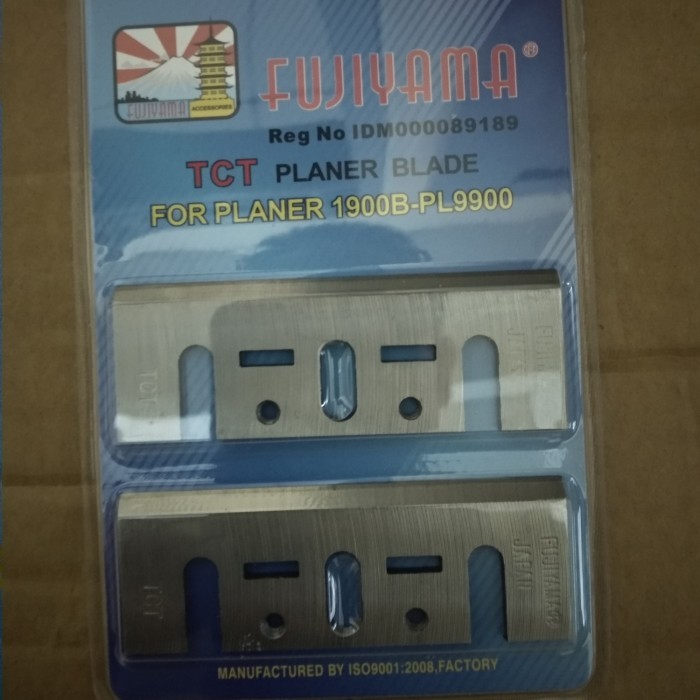 FUJIYAMA
ACCESSORIES
FUJIYAMA®
Reg No IDM000089189
TCT PLANER BLADE
FOR PLANER 1900B-PL9900
TCT
TCT
FUJIYAMA
JAPAN
MANUFACTURED BY ISO9001:2008.FACTORY